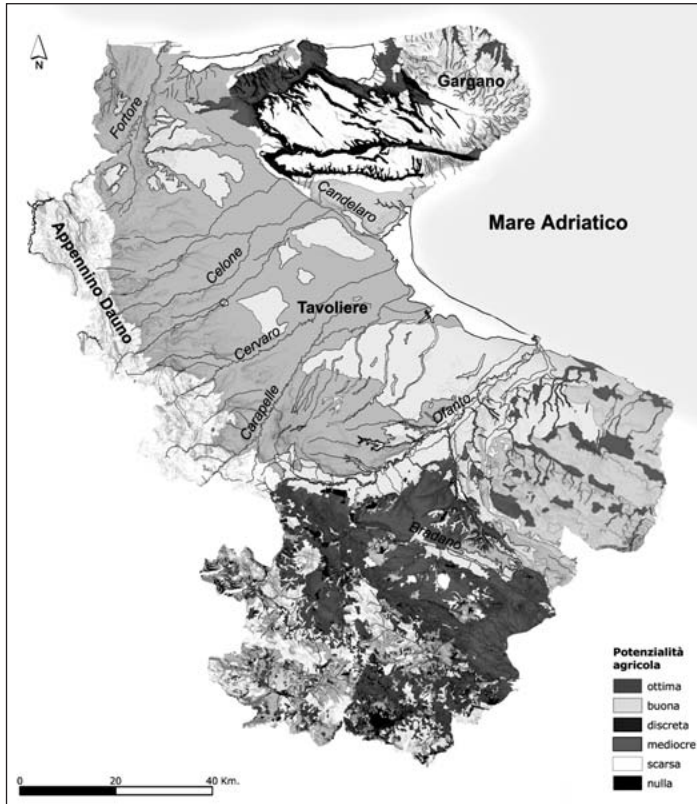 N
Gargano
Fortore
Candelaro
Mare Adriatico
Appennino Dauno
Celone
Tavoliere
Cervaro
Carapelle
Ofanto
Bradano
Potenzialità
agricola
ottima
buona
discreta
mediocre
scarsa
nulla
0 20 40 Km.